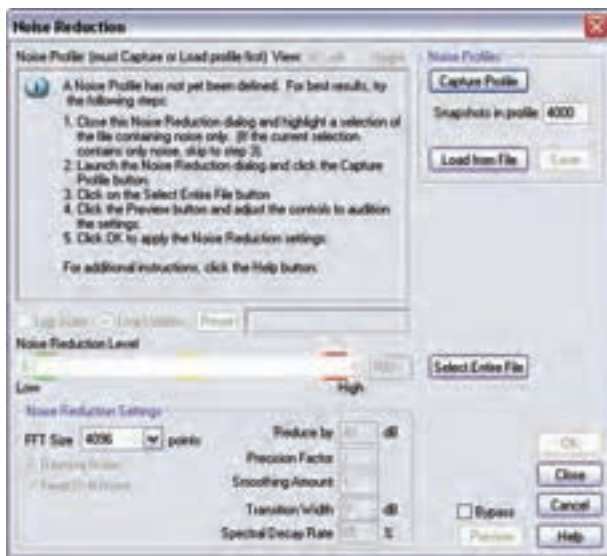 Noise Reduction
Noise Profile: (must Capture or Load profile first) View:
A Noise Profile has not yet been defined. For best results, try
the following steps:
1. Close this Noise Reduction dialog and highlight a selection of
the file containing noise only. (If the current selection
contains only noise, skip to step 3).
2. Launch the Noise Reduction dialog and click the Capture
Profile button
3. Click on the Select Entire File button
4. Click the Preview button and adjust the controls to audition
the settings.
5. Click OK to apply the Noise Reduction settings
For additional instructions, click the Help button.
Noise Profiles
Capture Profile
Snapshots in profile 4000
Load from File Save
Log Scale Live Update Reset
Noise Reduction Level
Low High
Select Entire File
Noise Reduction Settings
FFT Size 4096 points
Reduce by dB
Precision Factor
Smoothing Amount
Transition Width dB
Spectral Decay Rate %
OK
Close
Bypass Cancel
Preview Help